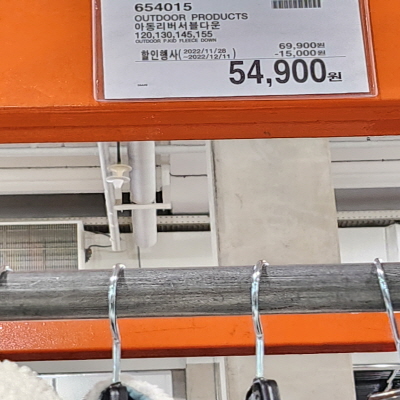 654015
OUTDOOR PRODUCTS
아동리버서블다운
120,130,145,155
OUTDOOR P.KID FLEECE DOWN
69,900원
할인행사(2022/11/28 ~2022/12/11) -15,000원
54,900원